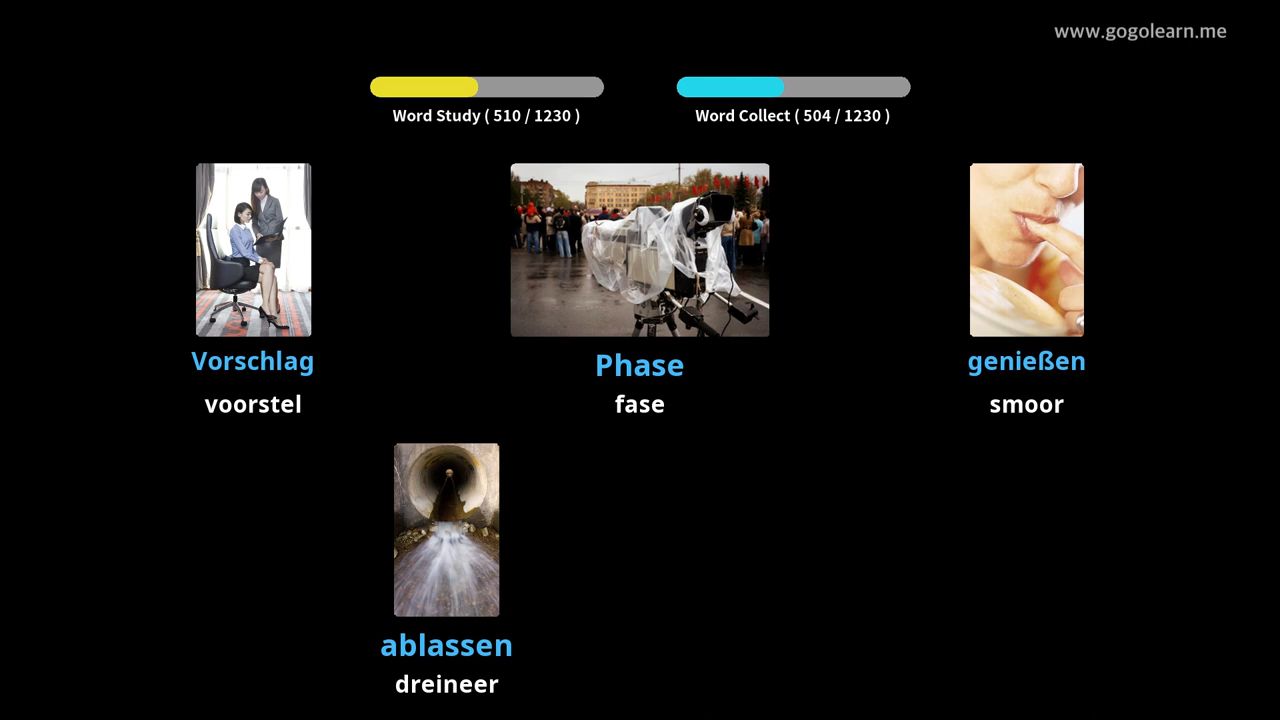 www.gogolearn.me
Word Study ( 510 / 1230 )
Word Collect ( 504 / 1230 )
Vorschlag
voorstel
Phase
fase
genießen
smoor
ablassen
dreineer